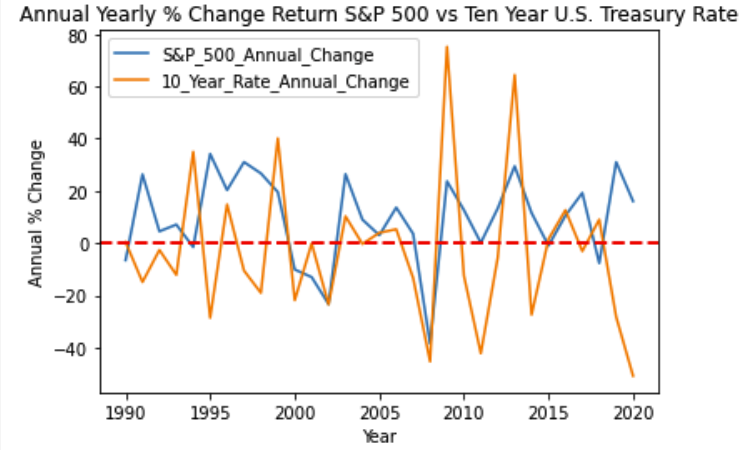 Annual Yearly % Change Return S&P 500 vs Ten Year U.S. Treasury Rate
80
60
40
20
0
−20
−40
Annual % Change
S&P_500_Annual_Change
10_Year_Rate_Annual_Change
1990 1995 2000 2005 2010 2015 2020
Year